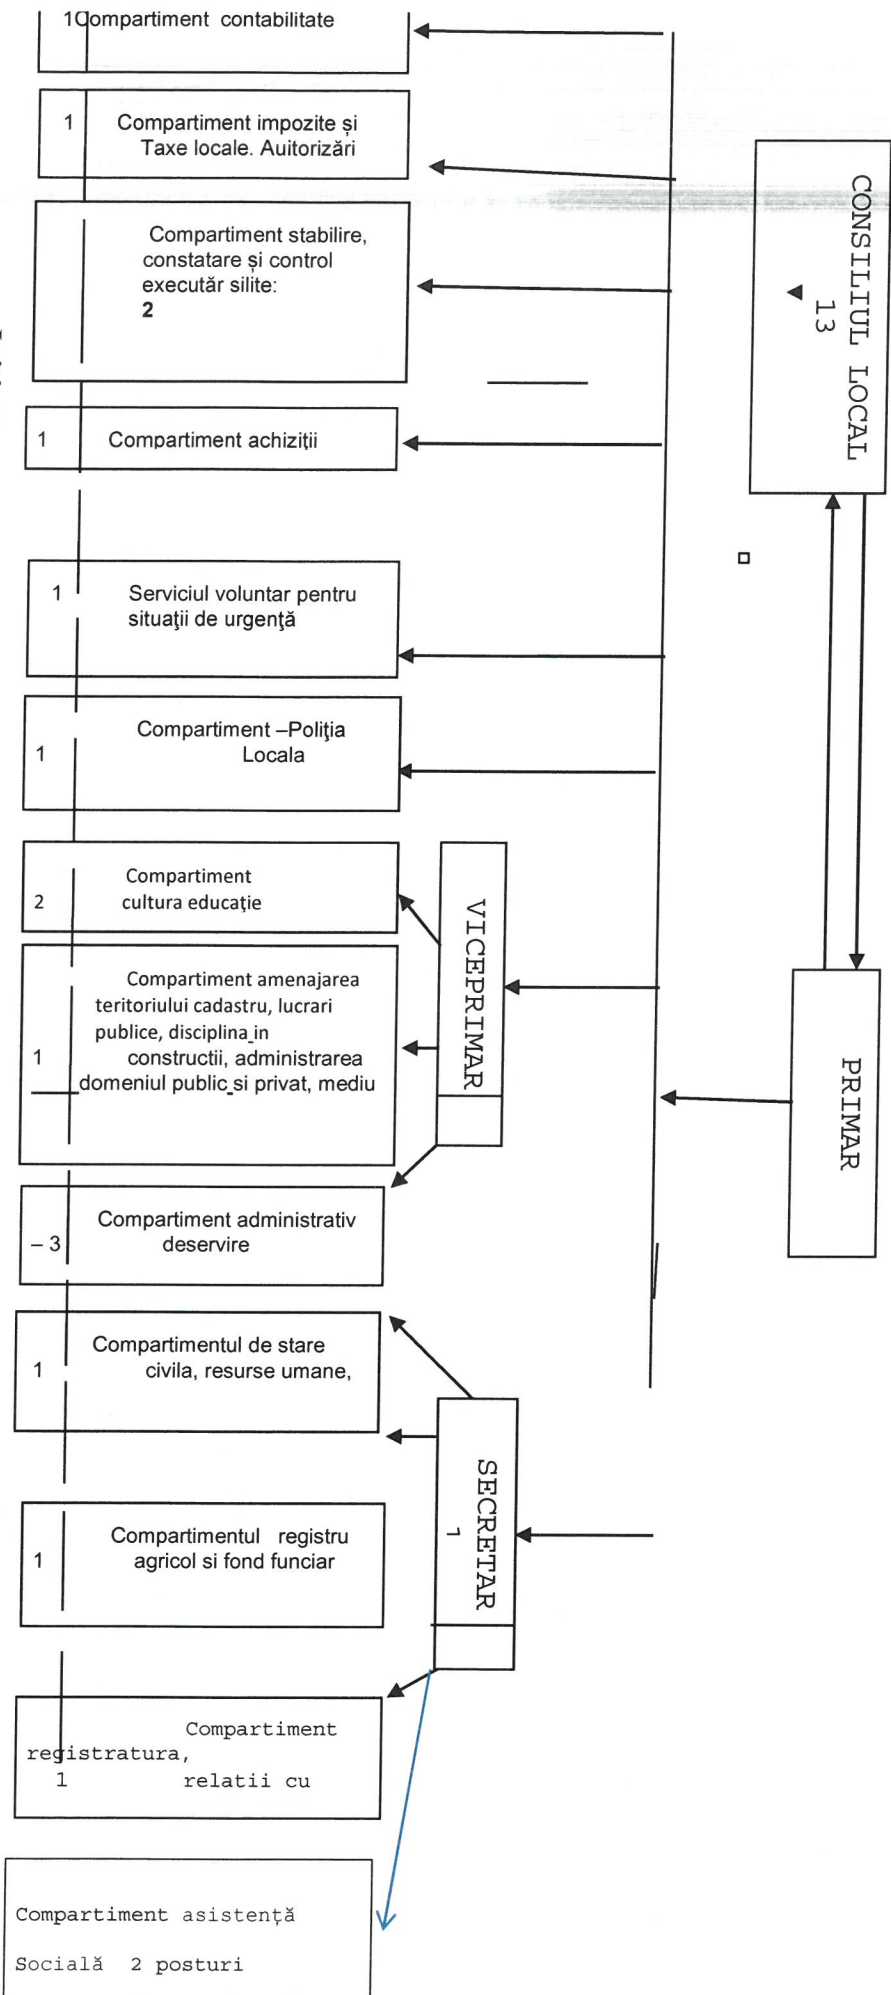 1Compartiment contabilitate
1 Compartiment impozite și
Taxe locale. Auitorizări
Compartiment stabilire,
constatare și control
executăr silite:
2
1 Compartiment achiziții
1 Serviciul voluntar pentru
situaţii de urgenţă
Compartiment –Poliţia
1 Locala
Compartiment
2 cultura educaţie
Compartiment amenajarea
teritoriului cadastru, lucrari
publice, disciplina in
1 constructii, administrarea
domeniul public si privat, mediu
Compartiment administrativ
– 3 deservire
Compartimentul de stare
1 civila, resurse umane,
Compartimentul registru
1 agricol si fond funciar
Compartiment
registratura,
1 relatii cu
Compartiment asistență
Socială 2 posturi
VICEPRIMAR
SECRETAR
1
CONSILIUL LOCAL
13
PRIMAR